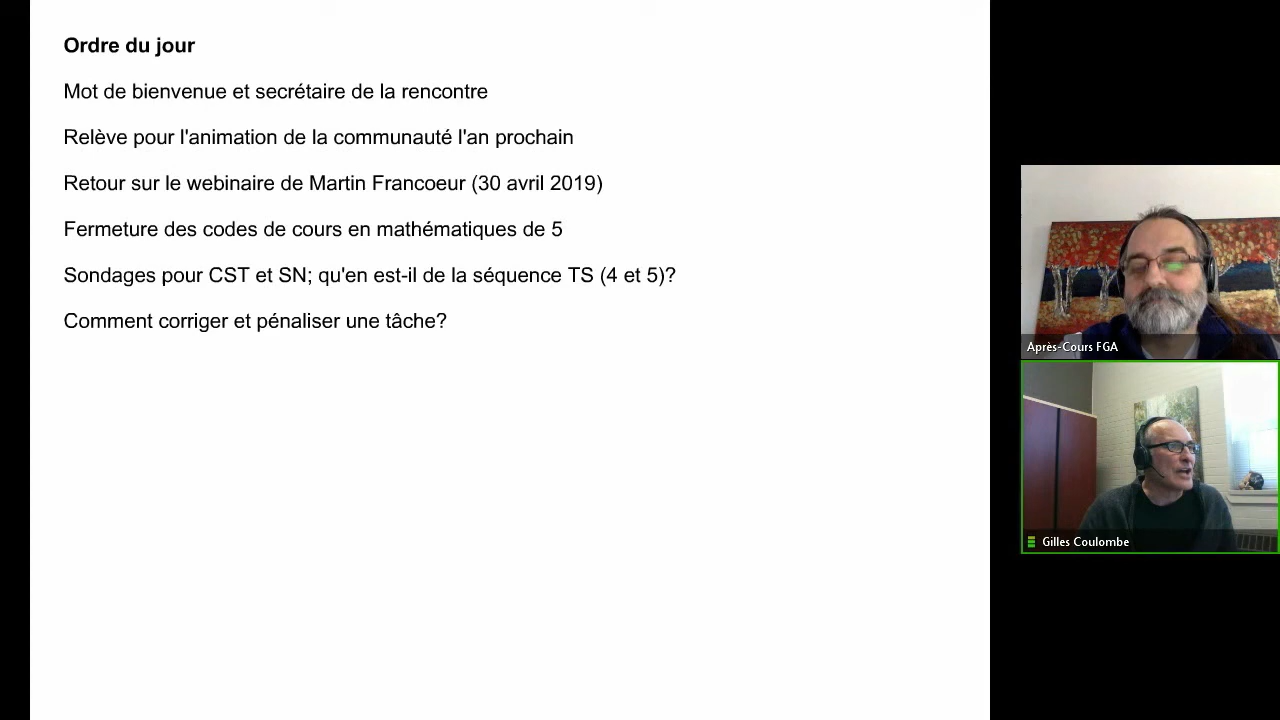 Ordre du jour
Mot de bienvenue et secrétaire de la rencontre
Relève pour l'animation de la communauté l'an prochain
Retour sur le webinaire de Martin Francoeur (30 avril 2019)
Fermeture des codes de cours en mathématiques de 5
Sondages pour CST et SN; qu'en est-il de la séquence TS (4 et 5)?
Comment corriger et pénaliser une tâche?
Après-Cours FGA
Gilles Coulombe